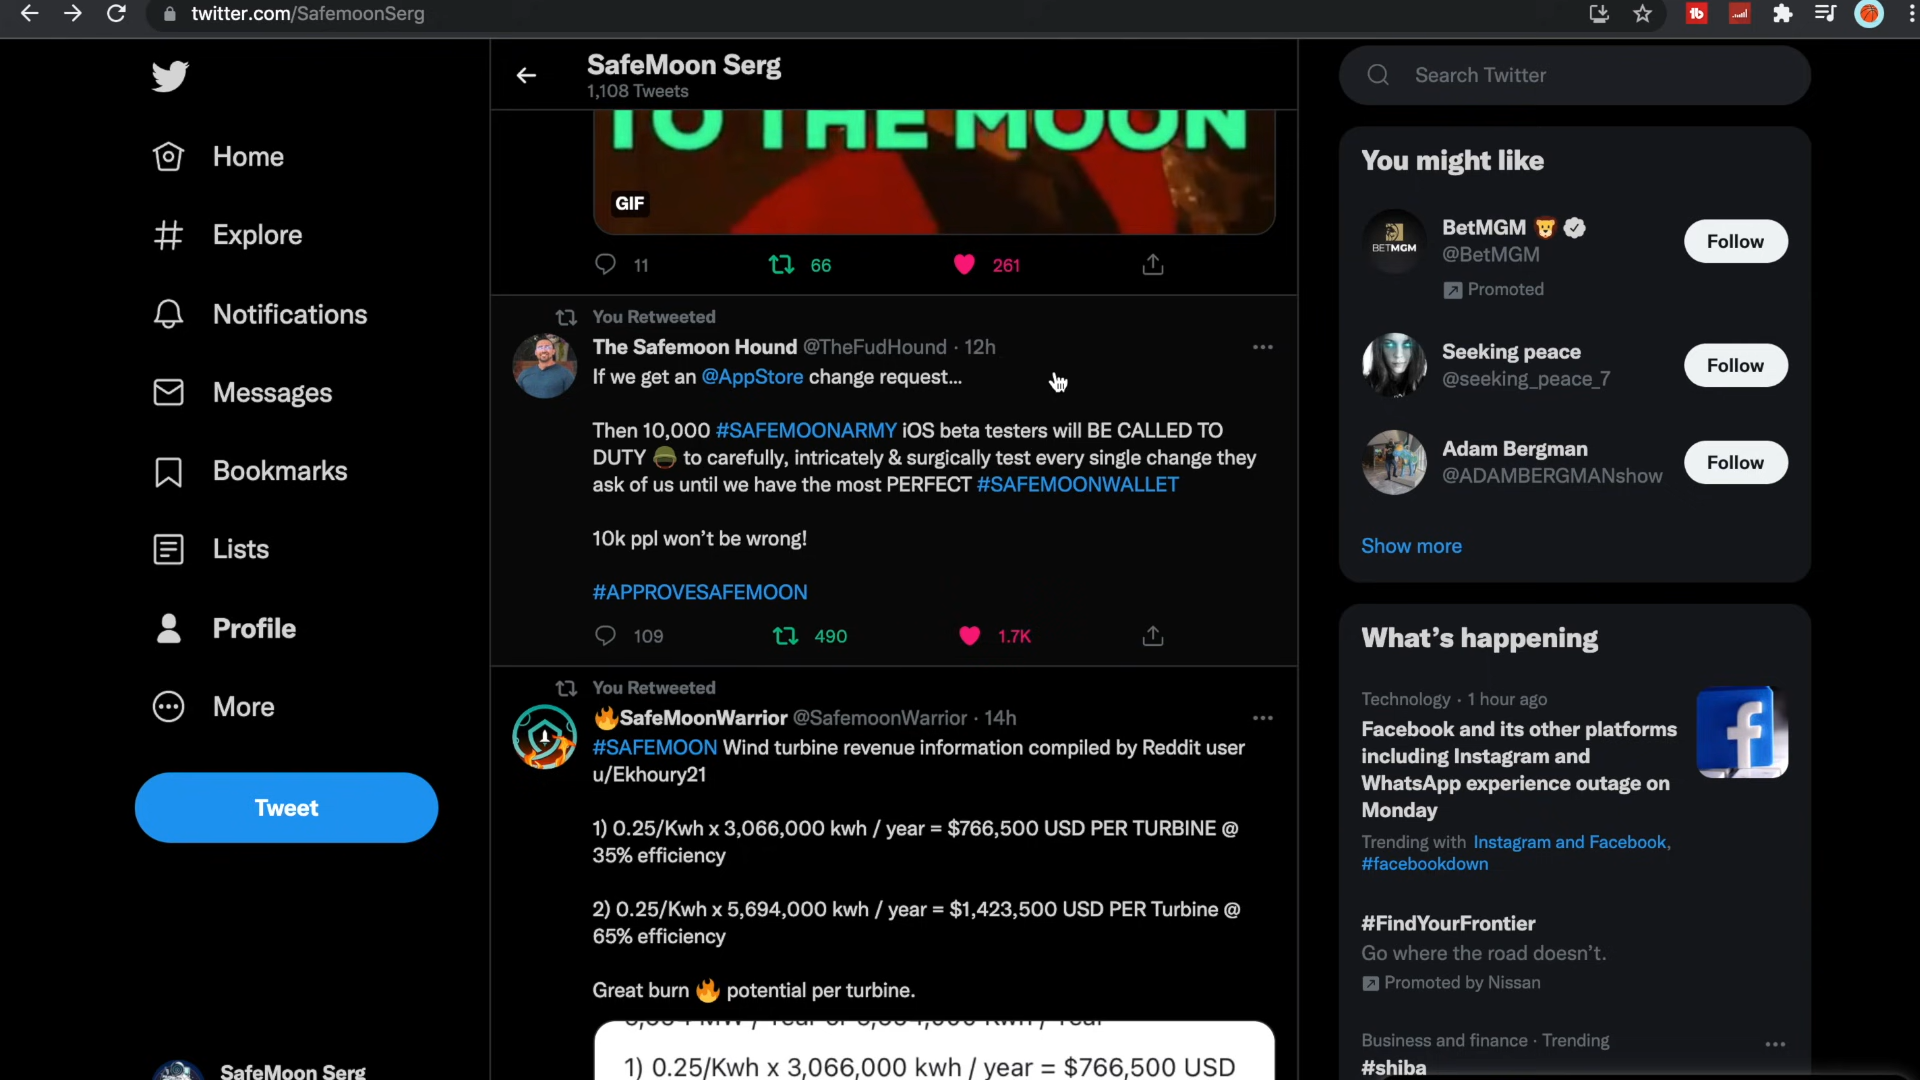 twitter.com/SafemoonSerg
Home
Explore
Notifications
Messages
Bookmarks
Lists
Profile
More
Tweet
SafeMoon Serg
SafeMoon Serg
1,108 Tweets
TO THE MOON
GIF
11 66 261
You Retweeted
The Safemoon Hound @TheFudHound · 12h
If we get an @AppStore change request...
Then 10,000 #SAFEMOONARMY iOS beta testers will BE CALLED TO
DUTY to carefully, intricately & surgically test every single change they
ask of us until we have the most PERFECT #SAFEMOONWALLET
10k ppl won't be wrong!
#APPROVESAFEMOON
109 490 1.7K
You Retweeted
🔥SafeMoonWarrior @SafemoonWarrior · 14h
#SAFEMOON Wind turbine revenue information compiled by Reddit user
u/Ekhoury21
1) 0.25/Kwh x 3,066,000 kwh / year = $766,500 USD PER TURBINE @
35% efficiency
2) 0.25/Kwh x 5,694,000 kwh / year = $1,423,500 USD PER Turbine @
65% efficiency
Great burn 🔥 potential per turbine.
1) 0.25/Kwh x 3,066,000 kwh / year = $766,500 USD
Search Twitter
You might like
BETMGM
BetMGM 🦁
@BetMGM
Promoted
Follow
Seeking peace
@seeking_peace_7
Follow
Adam Bergman
@ADAMBERGMANshow
Follow
Show more
What's happening
Technology · 1 hour ago
Facebook and its other platforms
including Instagram and
WhatsApp experience outage on
Monday
Trending with Instagram and Facebook,
#facebookdown
#FindYourFrontier
Go where the road doesn't.
Promoted by Nissan
Business and finance · Trending
#shiba